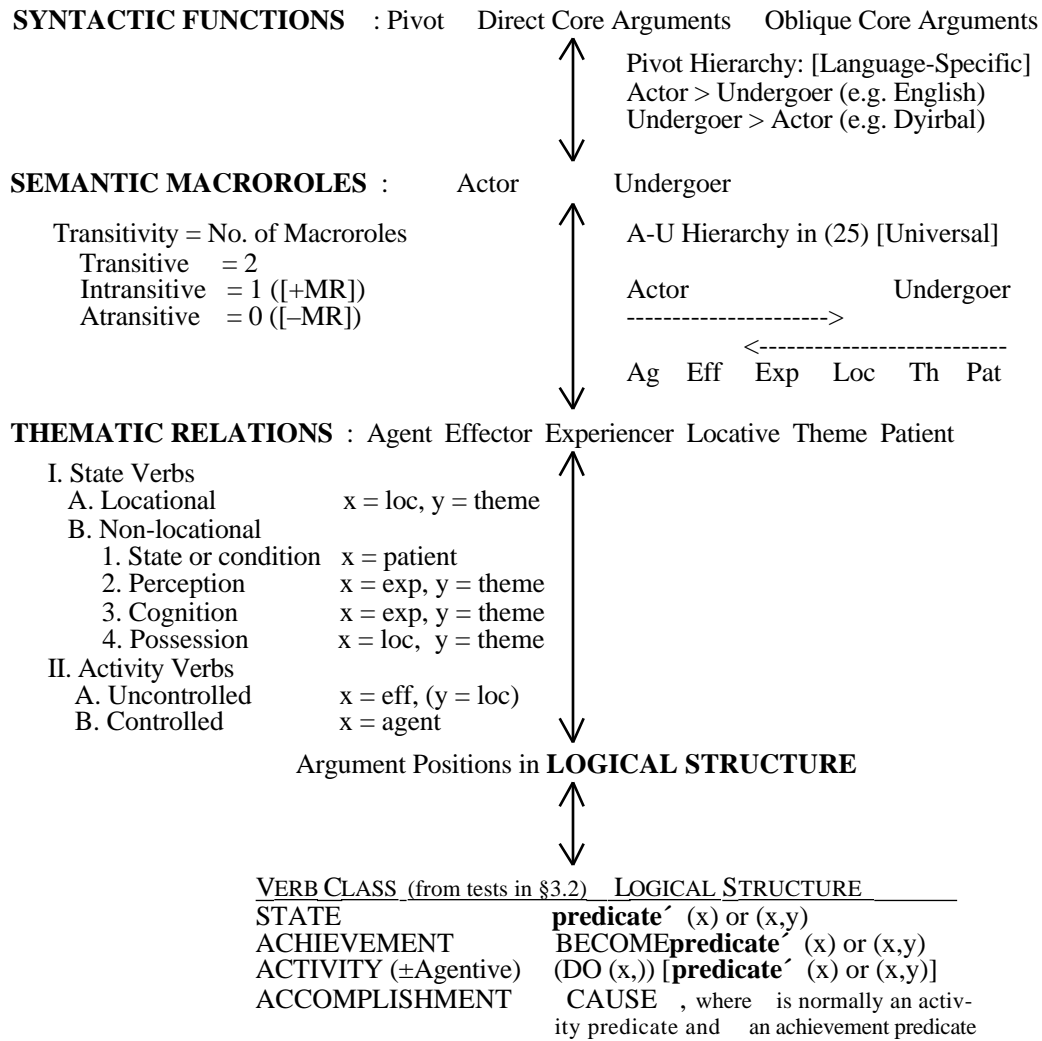 SYNTACTIC FUNCTIONS : Pivot Direct Core Arguments Oblique Core Arguments
Pivot Hierarchy: [Language-Specific]
Actor > Undergoer (e.g. English)
Undergoer > Actor (e.g. Dyirbal)
SEMANTIC MACROROLES : Actor Undergoer
Transitivity = No. of Macroroles
Transitive = 2
Intransitive = 1 ([+MR])
Atransitive = 0 ([–MR])
A-U Hierarchy in (25) [Universal]
Actor Undergoer
---------------------->
<----------------------------
Ag Eff Exp Loc Th Pat
THEMATIC RELATIONS : Agent Effector Experiencer Locative Theme Patient
I. State Verbs
A. Locational x = loc, y = theme
B. Non-locational
1. State or condition x = patient
2. Perception x = exp, y = theme
3. Cognition x = exp, y = theme
4. Possession x = loc, y = theme
II. Activity Verbs
A. Uncontrolled x = eff, (y = loc)
B. Controlled x = agent
Argument Positions in LOGICAL STRUCTURE
VERB CLASS (from tests in §3.2) LOGICAL STRUCTURE
STATE predicate´ (x) or (x,y)
ACHIEVEMENT BECOMEpredicate´ (x) or (x,y)
ACTIVITY (±Agentive) (DO (x,)) [predicate´ (x) or (x,y)]
ACCOMPLISHMENT CAUSE , where is normally an activ-
ity predicate and an achievement predicate